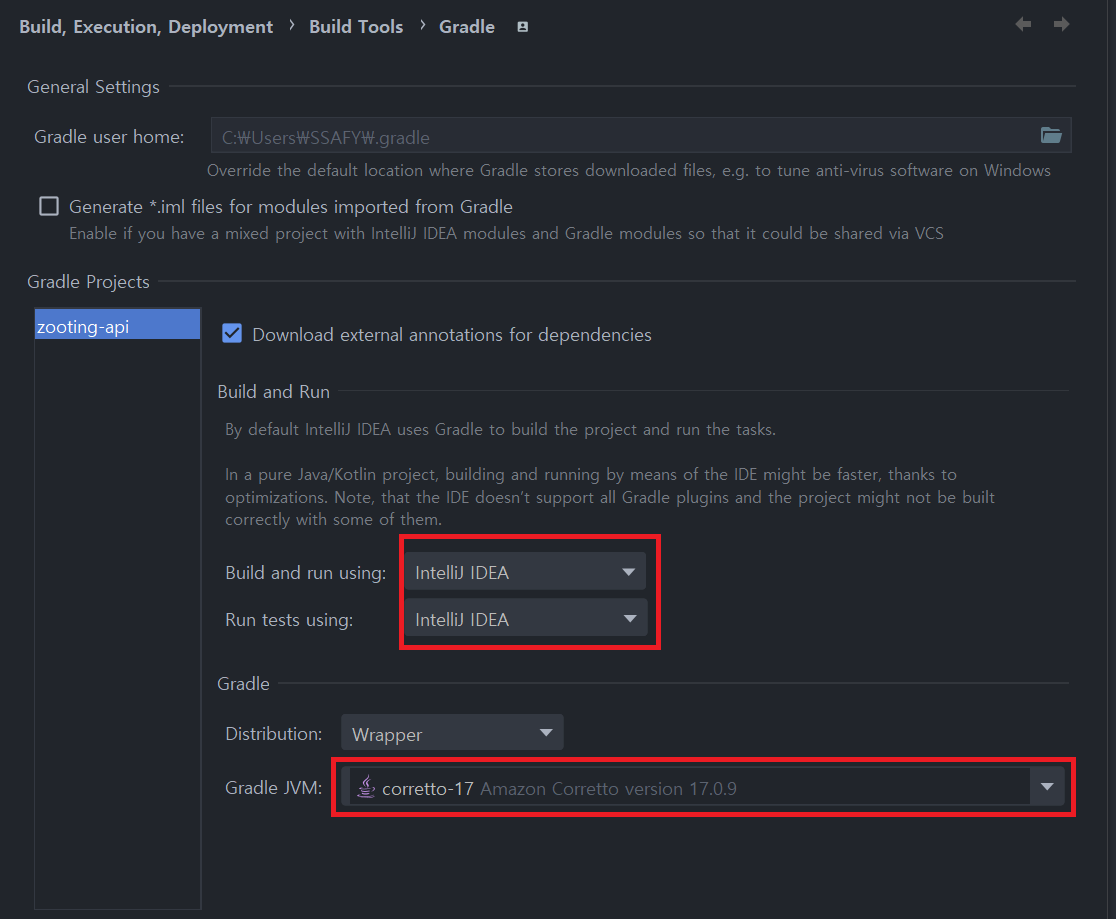 Build, Execution, Deployment › Build Tools › Gradle
General Settings
Gradle user home: C:₩Users₩SSAFY₩.gradle
Override the default location where Gradle stores downloaded files, e.g. to tune anti-virus software on Windows
Generate *.iml files for modules imported from Gradle
Enable if you have a mixed project with IntelliJ IDEA modules and Gradle modules so that it could be shared via VCS
Gradle Projects
zooting-api
Download external annotations for dependencies
Build and Run
By default IntelliJ IDEA uses Gradle to build the project and run the tasks.
In a pure Java/Kotlin project, building and running by means of the IDE might be faster, thanks to
optimizations. Note, that the IDE doesn't support all Gradle plugins and the project might not be built
correctly with some of them.
Build and run using: IntelliJ IDEA
Run tests using: IntelliJ IDEA
Gradle
Distribution: Wrapper
Gradle JVM: corretto-17 Amazon Corretto version 17.0.9